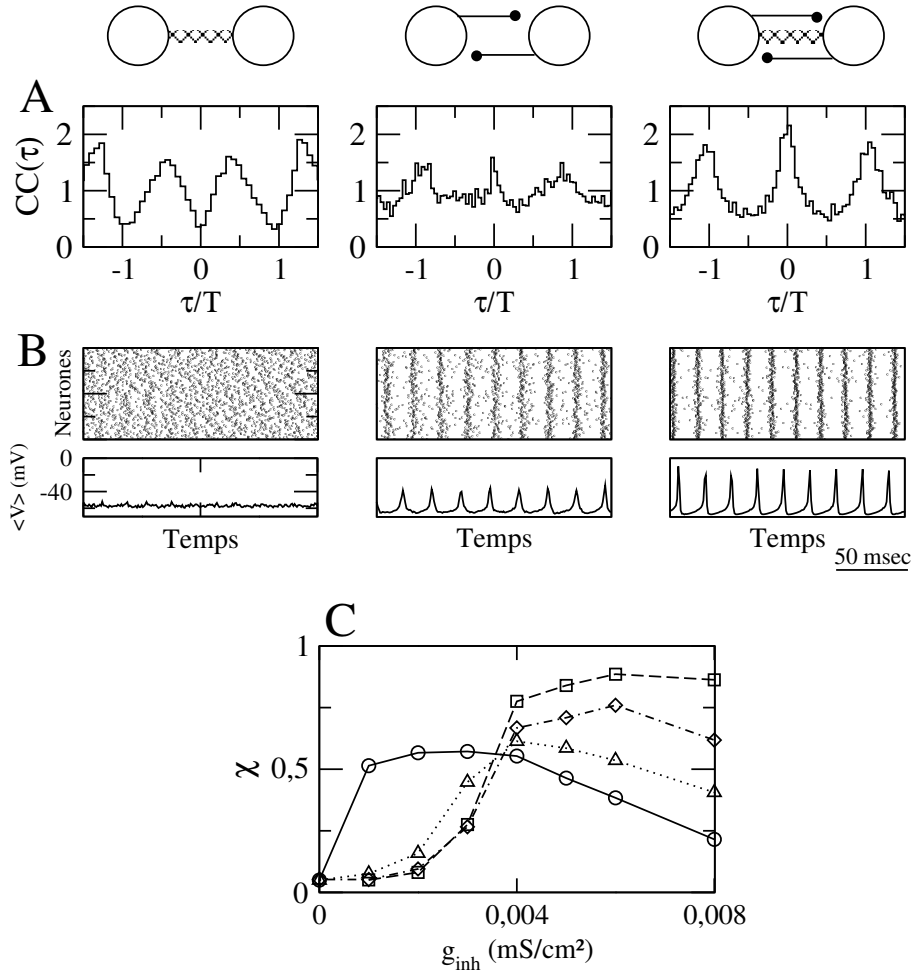 A
CC(τ)
2
1
0
-1 0 1
τ/T
2
1
0
-1 0 1
τ/T
2
1
0
-1 0 1
τ/T
B
Neurones
<V> (mV)
0
-40
Temps
Temps
Temps
50 msec
C
χ
1
0,5
0
0 0,004 0,008
g_inh (mS/cm²)